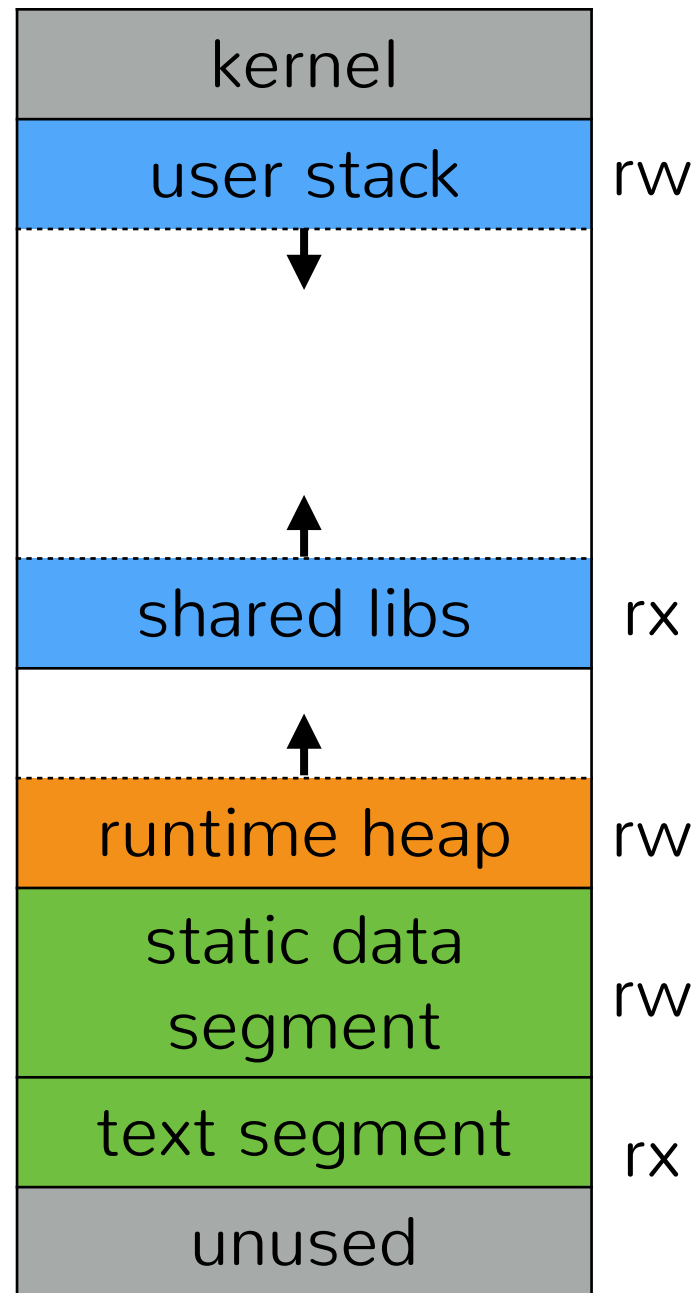 kernel
user stack rw
shared libs rx
runtime heap rw
static data
segment
rw
text segment rx
unused